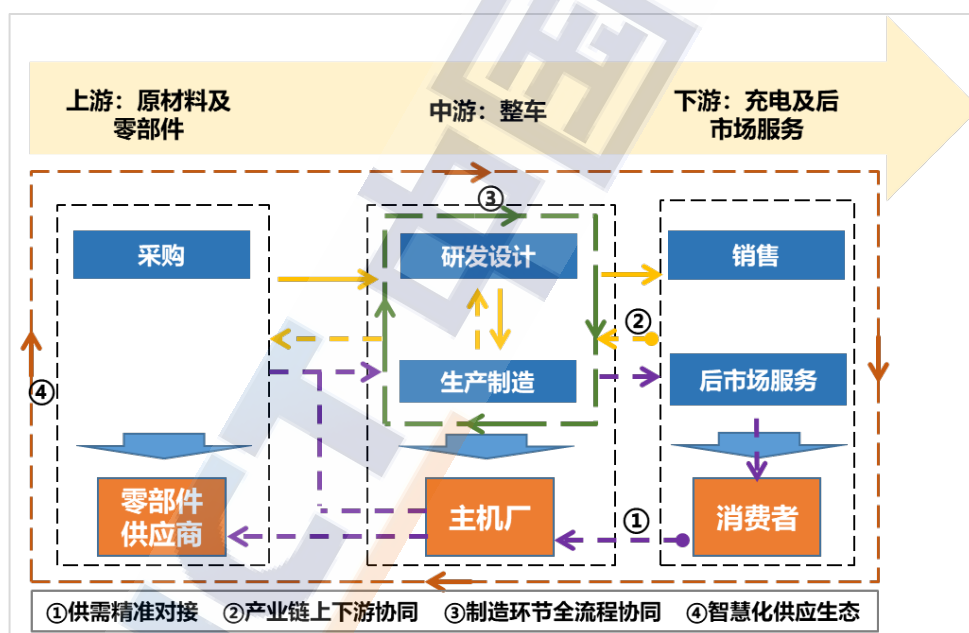 上游：原材料及
零部件
中游：整车
下游：充电及后
市场服务
③
采购
研发设计
销售
②
④
生产制造
后市场服务
零部件
供应商
主机厂
①
消费者
①供需精准对接 ②产业链上下游协同 ③制造环节全流程协同 ④智慧化供应生态